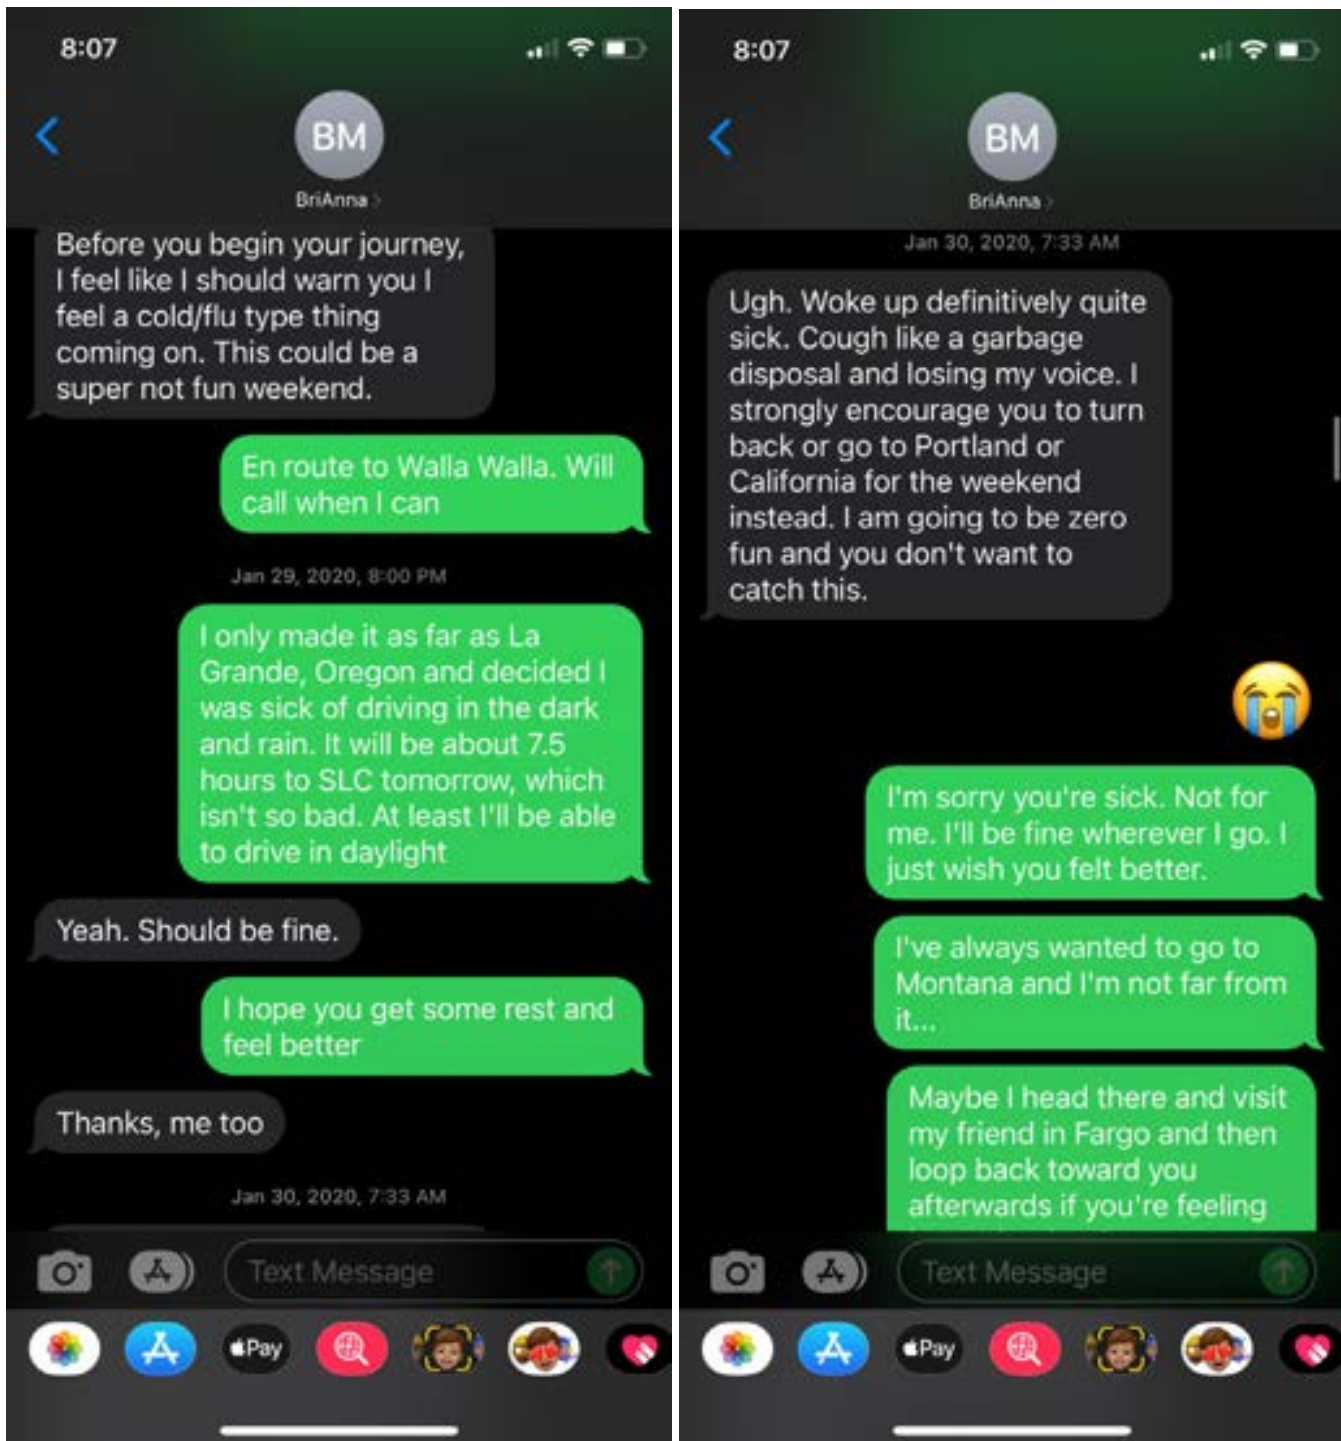 8:07
BM
BriAnna
Before you begin your journey,
I feel like I should warn you I
feel a cold/flu type thing
coming on. This could be a
super not fun weekend.
En route to Walla Walla. Will
call when I can
Jan 29, 2020, 8:00 PM
I only made it as far as La
Grande, Oregon and decided I
was sick of driving in the dark
and rain. It will be about 7.5
hours to SLC tomorrow, which
isn't so bad. At least I'll be able
to drive in daylight
Yeah. Should be fine.
I hope you get some rest and
feel better
Thanks, me too
Jan 30, 2020, 7:33 AM
Text Message
Pay
8:07
BM
BriAnna
Jan 30, 2020, 7:33 AM
Ugh. Woke up definitively quite
sick. Cough like a garbage
disposal and losing my voice. I
strongly encourage you to turn
back or go to Portland or
California for the weekend
instead. I am going to be zero
fun and you don't want to
catch this.
I'm sorry you're sick. Not for
me. I'll be fine wherever I go. I
just wish you felt better.
I've always wanted to go to
Montana and I'm not far from
it...
Maybe I head there and visit
my friend in Fargo and then
loop back toward you
afterwards if you're feeling
Text Message
Pay